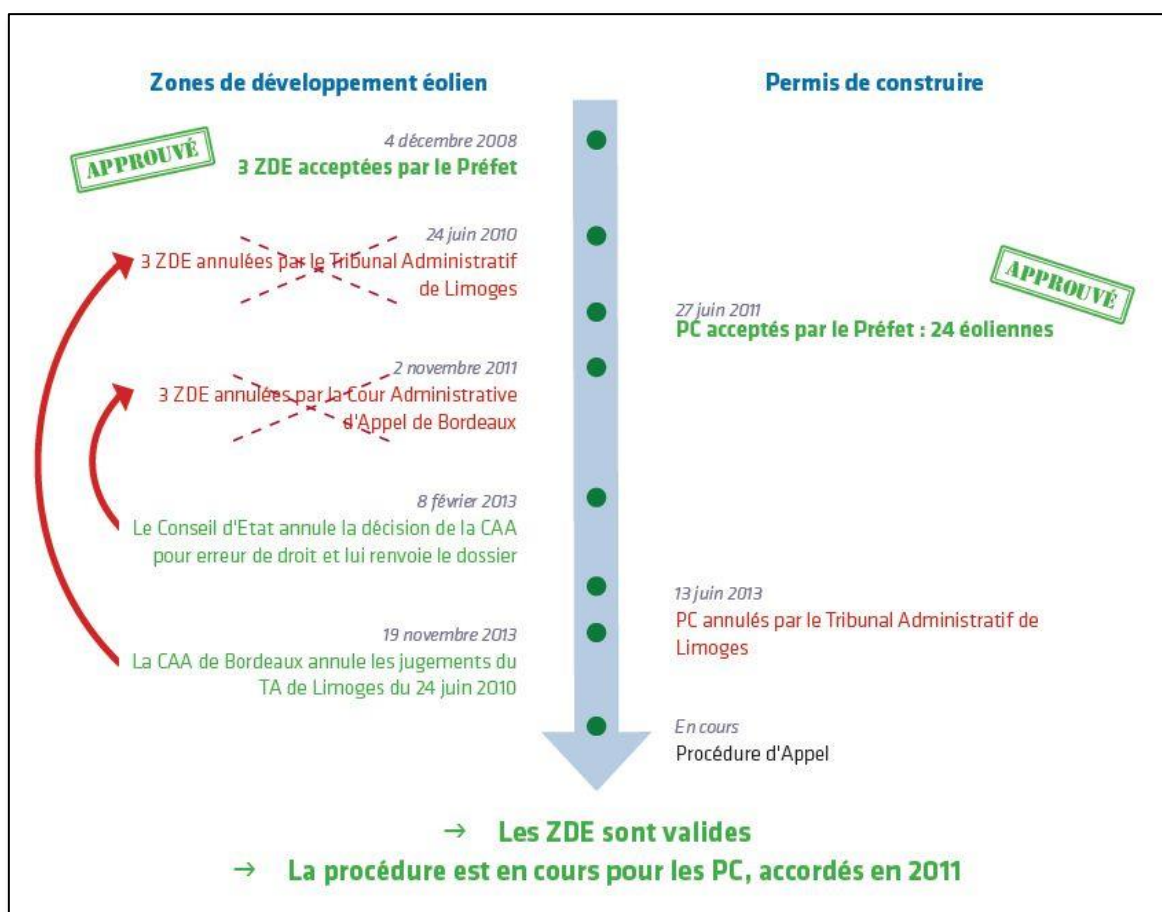 Zones de développement éolien
Permis de construire
APPROUVÉ
4 décembre 2008
3 ZDE acceptées par le Préfet
24 juin 2010
3 ZDE annulées par le Tribunal Administratif
de Limoges
APPROUVÉ
27 juin 2011
PC acceptés par le Préfet : 24 éoliennes
2 novembre 2011
3 ZDE annulées par la Cour Administrative
d'Appel de Bordeaux
8 février 2013
Le Conseil d'Etat annule la décision de la CAA
pour erreur de droit et lui renvoie le dossier
13 juin 2013
PC annulés par le Tribunal Administratif de
Limoges
19 novembre 2013
La CAA de Bordeaux annule les jugements du
TA de Limoges du 24 juin 2010
En cours
Procédure d'Appel
→ Les ZDE sont valides
→ La procédure est en cours pour les PC, accordés en 2011